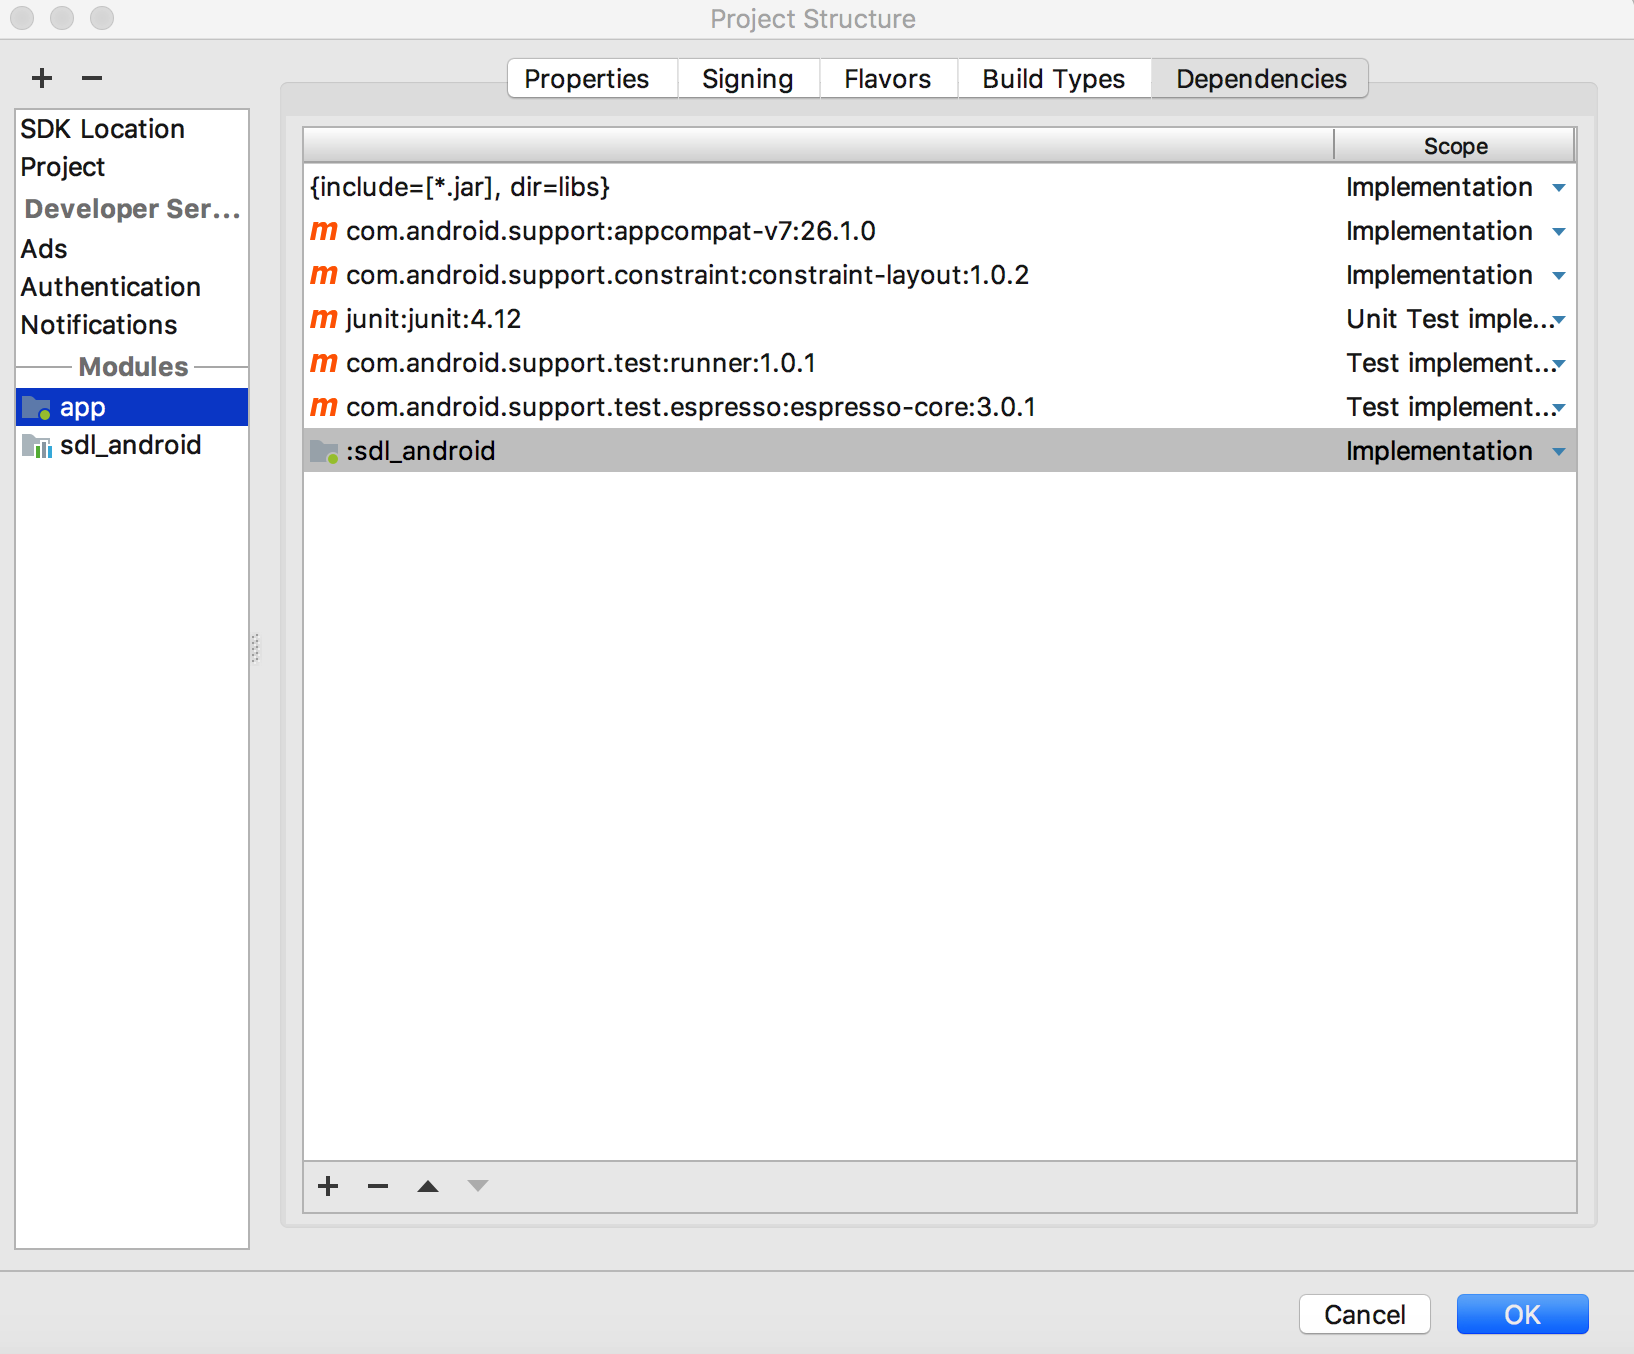 Project Structure
Properties Signing Flavors Build Types Dependencies
SDK Location
Project
Developer Ser...
Ads
Authentication
Notifications
Modules
app
sdl_android
Scope
{include=[*.jar], dir=libs} Implementation
m com.android.support:appcompat-v7:26.1.0 Implementation
m com.android.support.constraint:constraint-layout:1.0.2 Implementation
m junit:junit:4.12 Unit Test imple...
m com.android.support.test:runner:1.0.1 Test implement...
m com.android.support.test.espresso:espresso-core:3.0.1 Test implement...
:sdl_android Implementation
Cancel OK